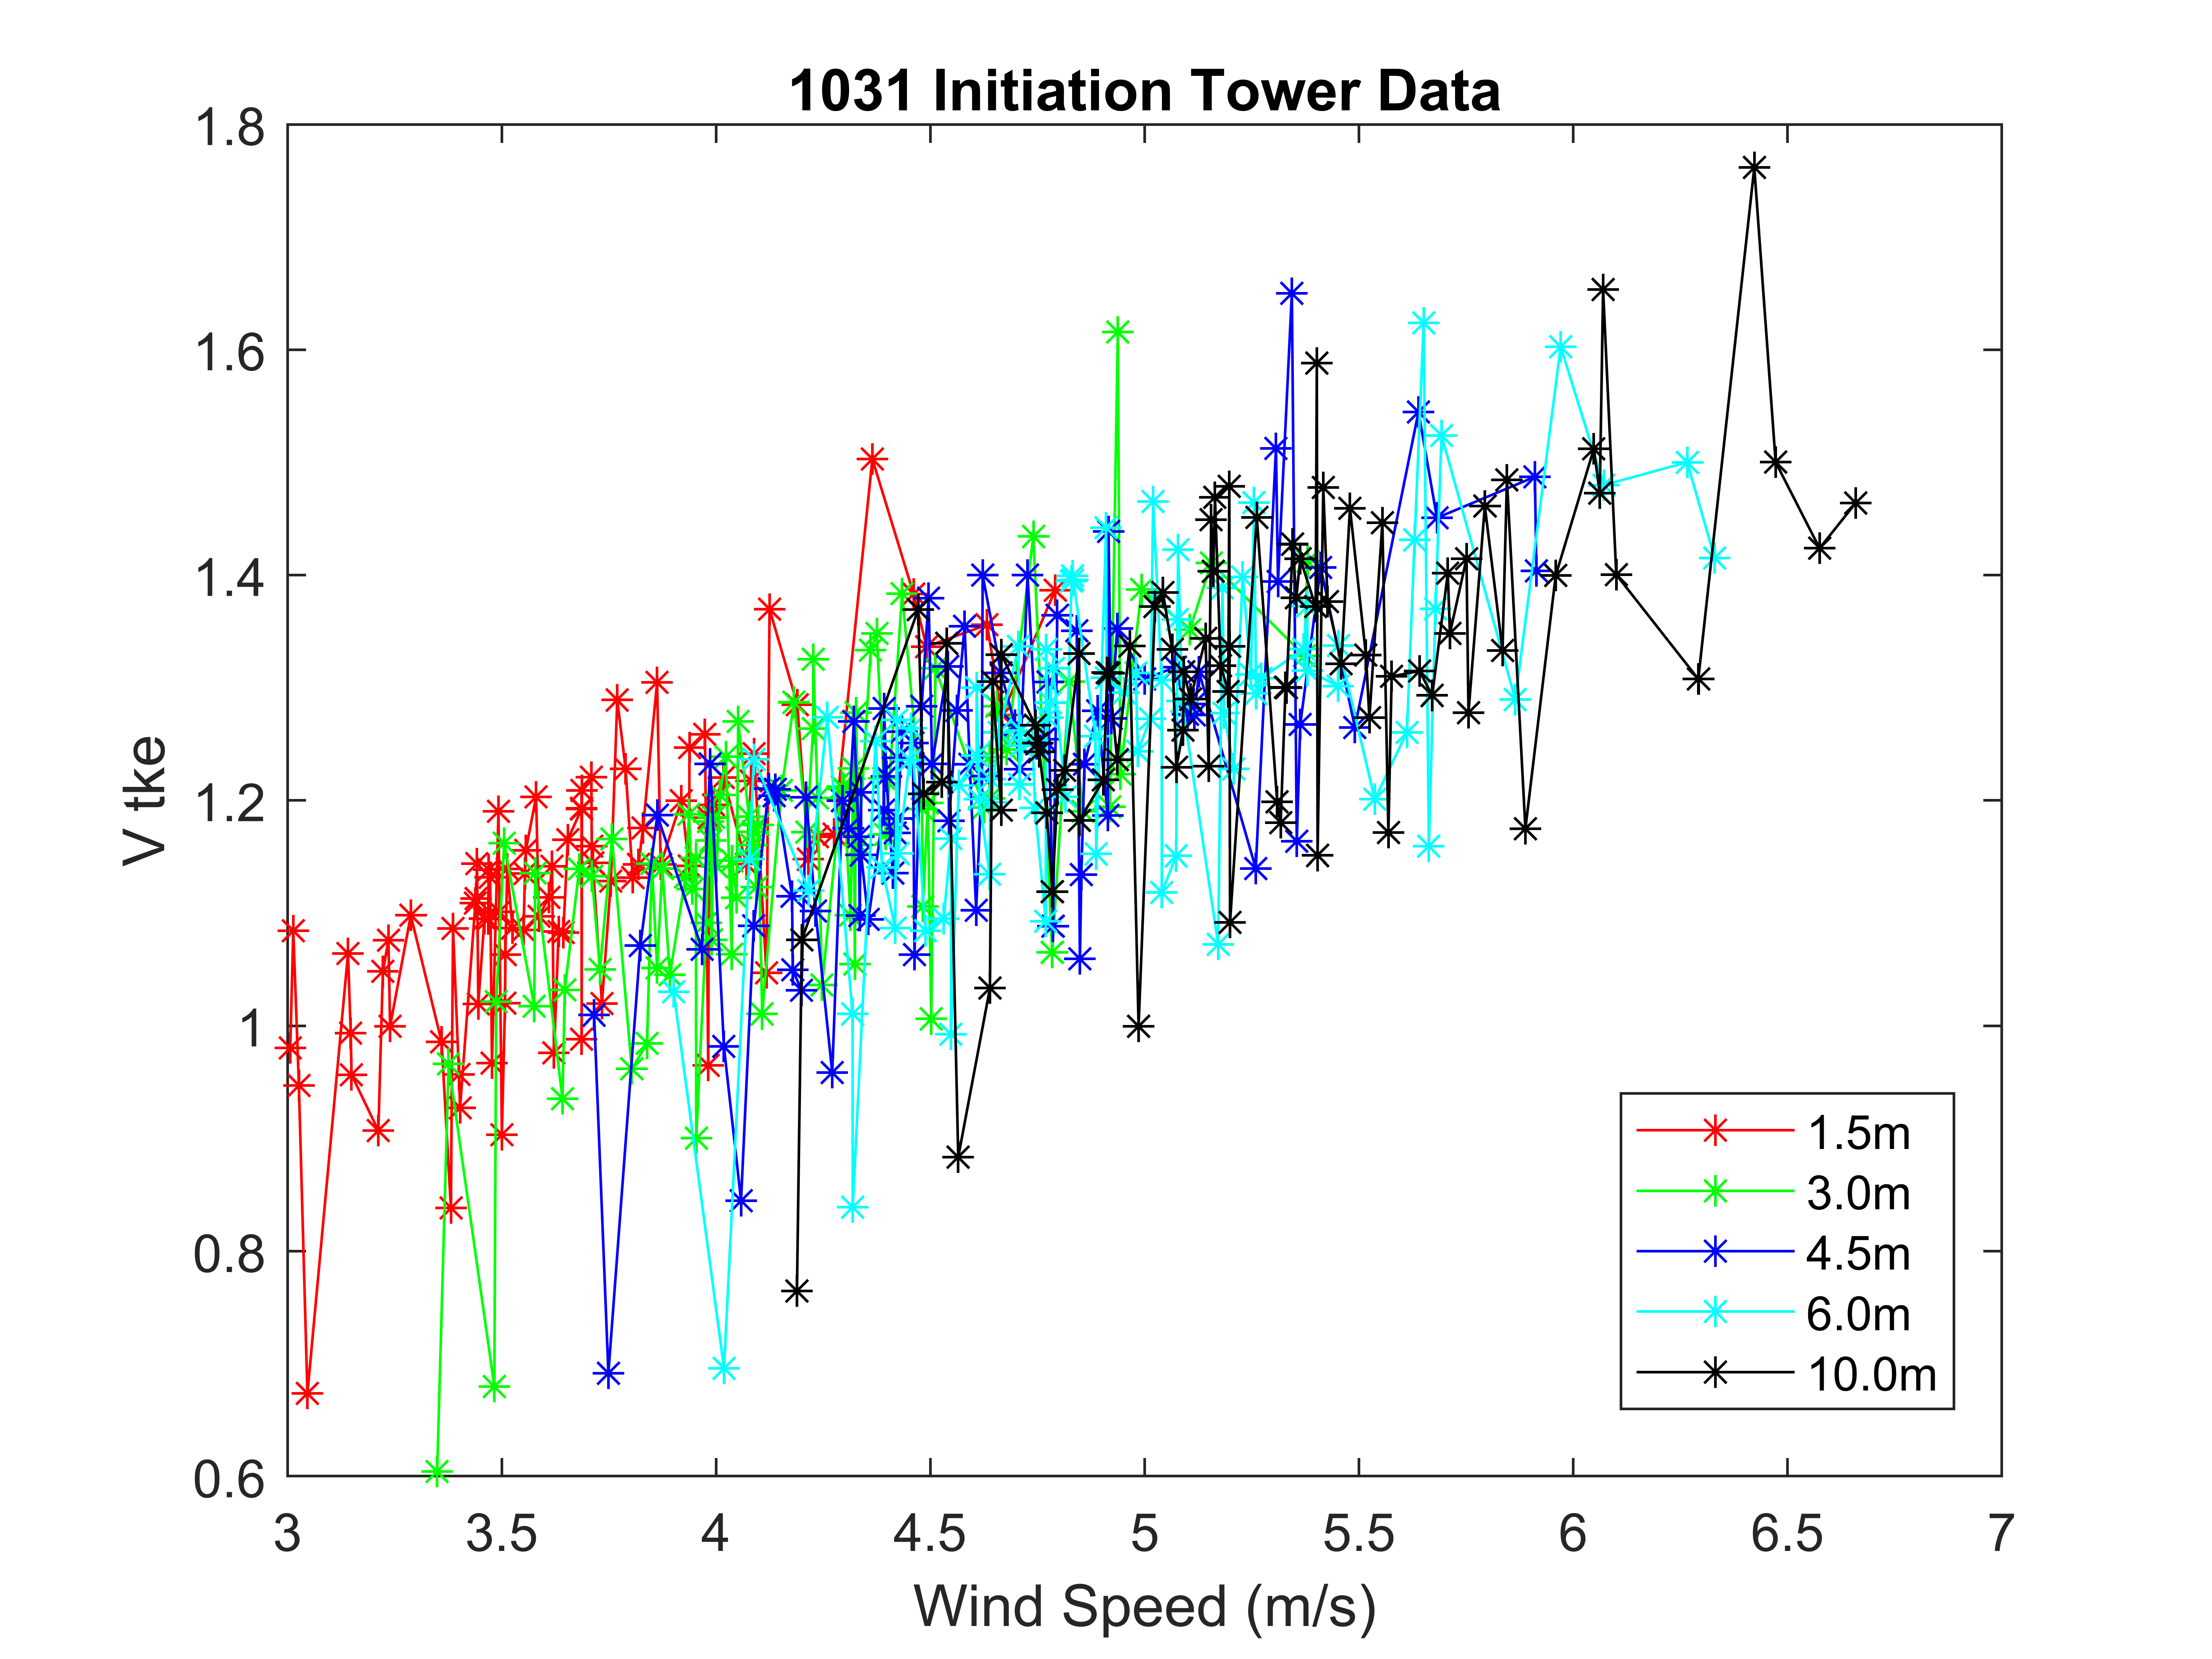 1031 Initiation Tower Data
1.8
1.6
1.4
1.2
1
0.8
0.6
V tke
1.5m
3.0m
4.5m
6.0m
10.0m
3 3.5 4 4.5 5 5.5 6 6.5 7
Wind Speed (m/s)